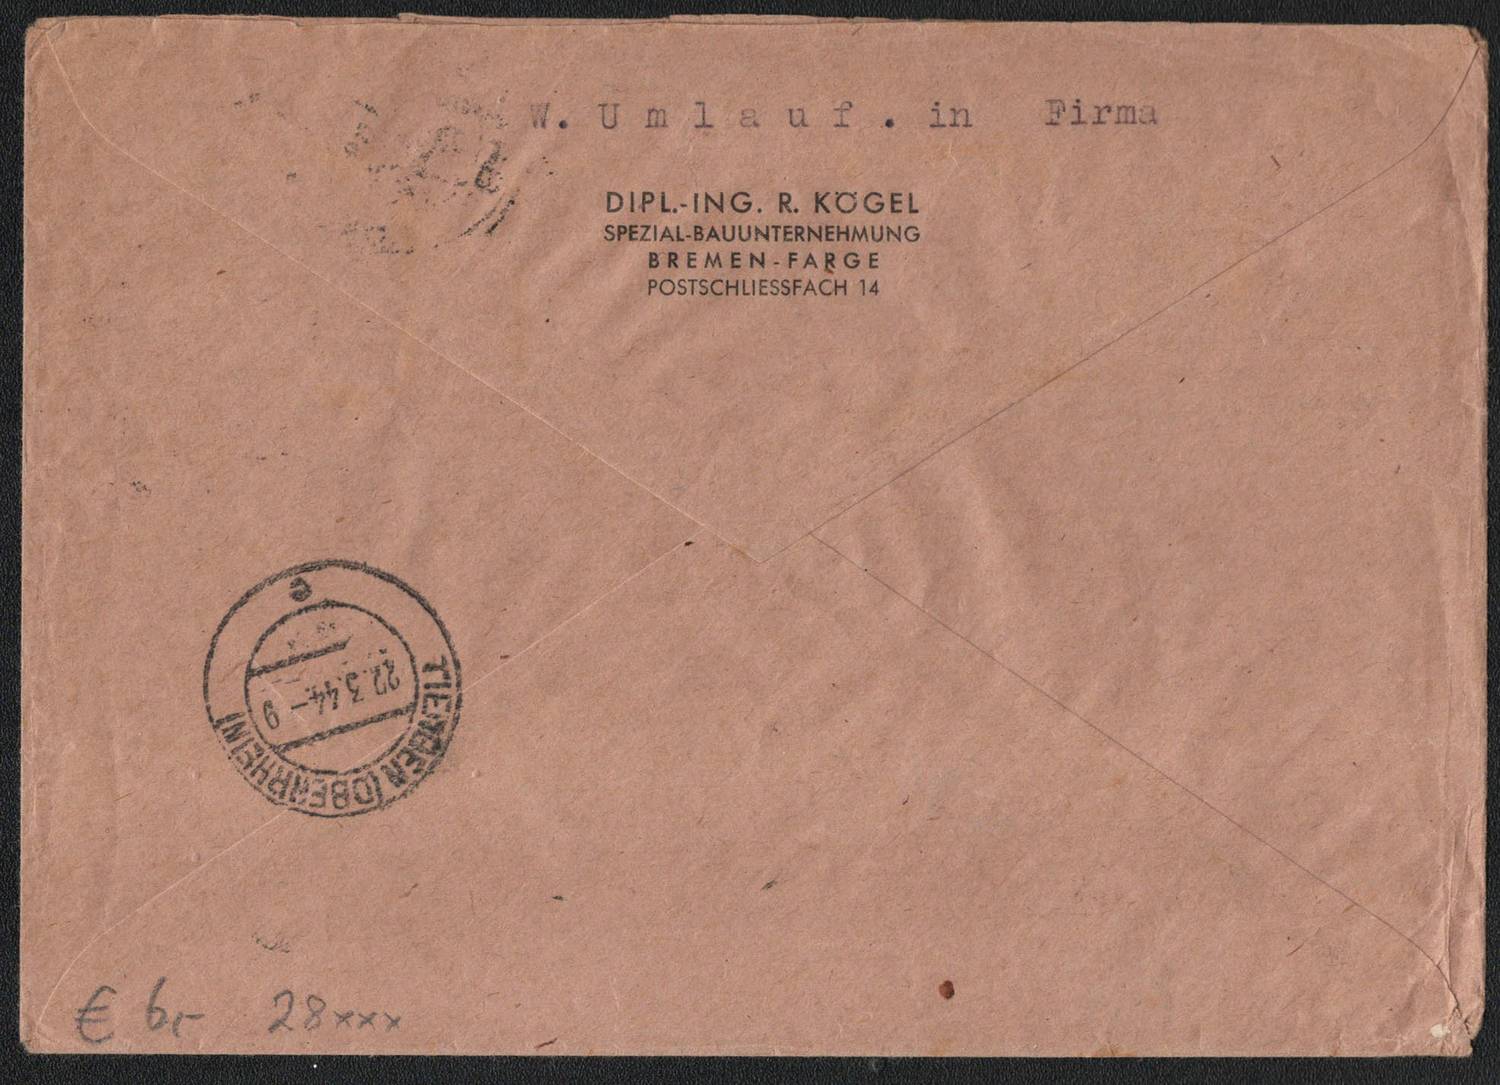 W. U m l a u f . in Firma
DIPL.-ING. R. KÖGEL
SPEZIAL-BAUUNTERNEHMUNG
BREMEN-FARGE
POSTSCHLIESSFACH 14
TIENGEN (OBERRHEIN)
22.3.44.-9
e
€ 6,- 28xxx